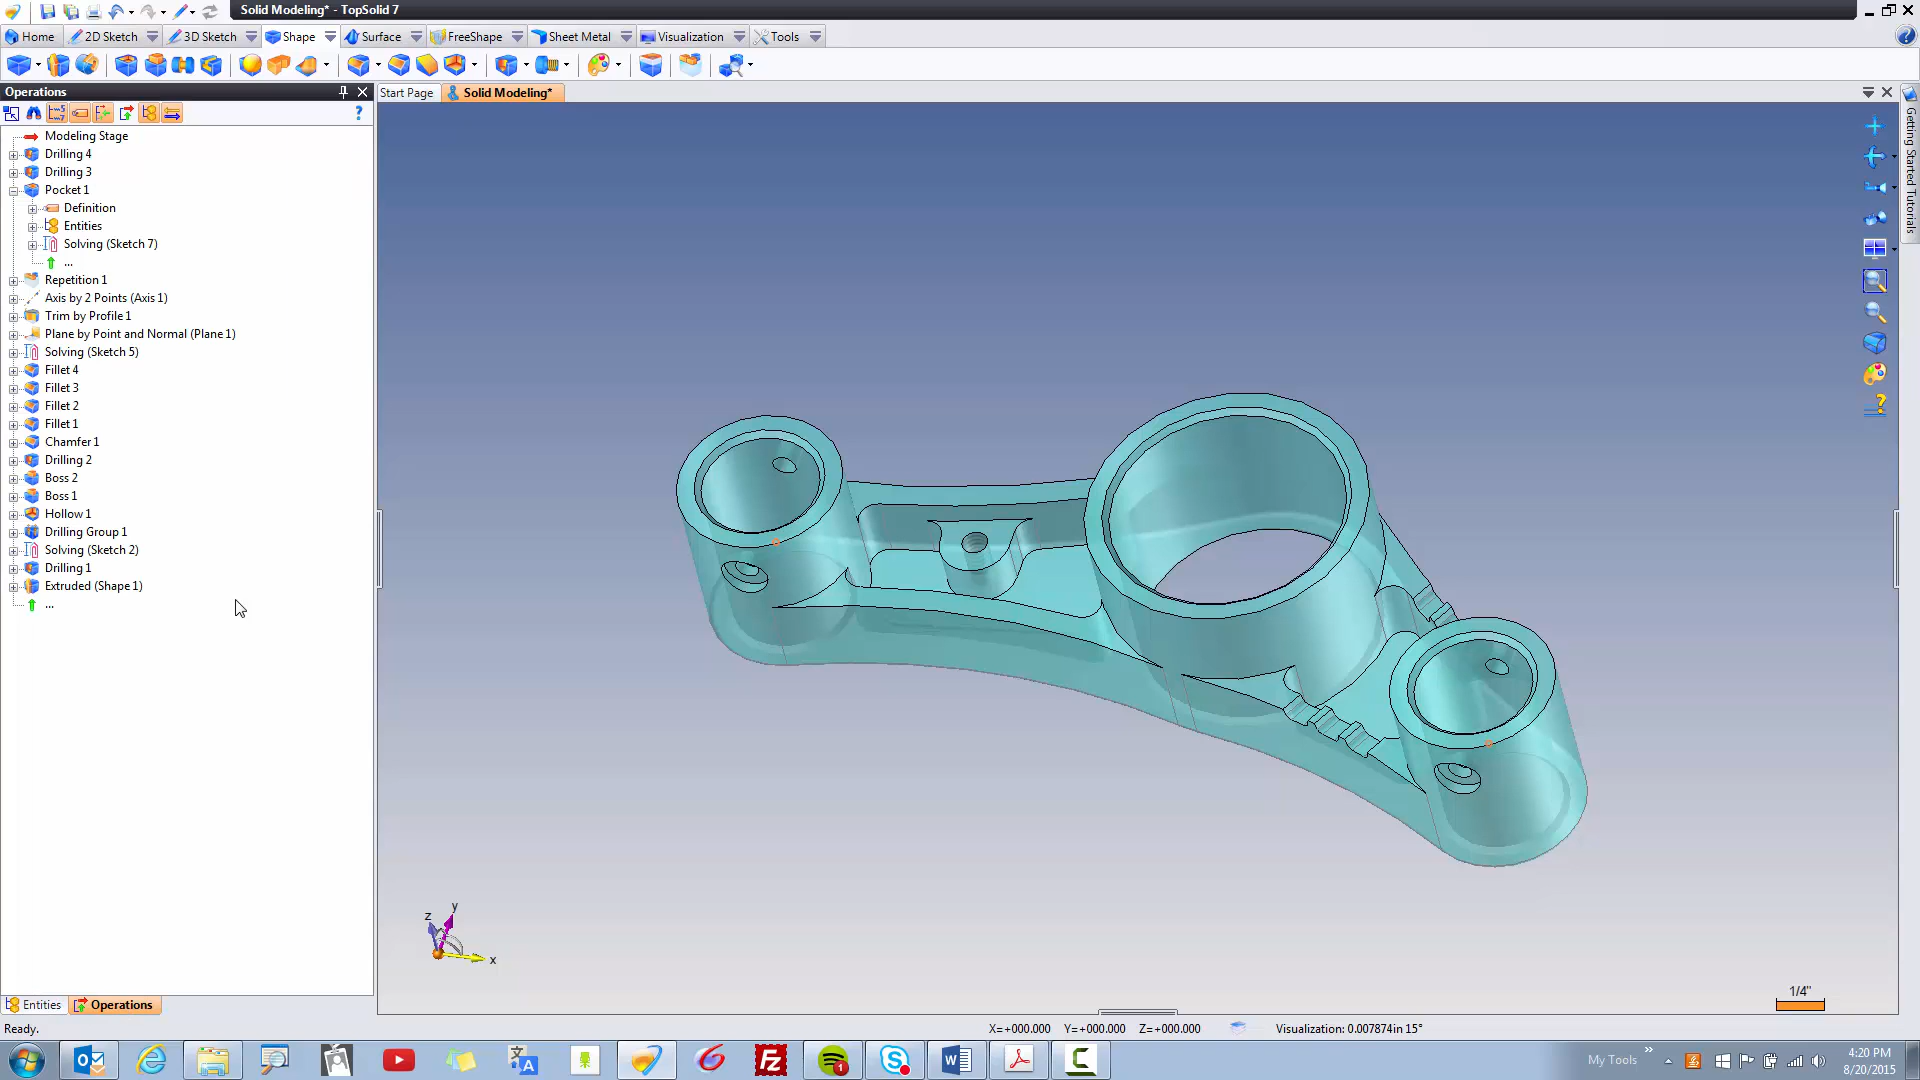 Solid Modeling* - TopSolid 7
Home
2D Sketch
3D Sketch
Shape
Surface
FreeShape
Sheet Metal
Visualization
Tools
Operations
Start Page
Solid Modeling*
Getting Started Tutorials
Modeling Stage
Drilling 4
Drilling 3
Pocket 1
Definition
Entities
Solving (Sketch 7)
...
Repetition 1
Axis by 2 Points (Axis 1)
Trim by Profile 1
Plane by Point and Normal (Plane 1)
Solving (Sketch 5)
Fillet 4
Fillet 3
Fillet 2
Fillet 1
Chamfer 1
Drilling 2
Boss 2
Boss 1
Hollow 1
Drilling Group 1
Solving (Sketch 2)
Drilling 1
Extruded (Shape 1)
...
z
y
x
1/4"
Entities
Operations
Ready.
X=+000.000 Y=+000.000 Z=+000.000
Visualization: 0.007874in 15°
My Tools
4:20 PM
8/20/2015